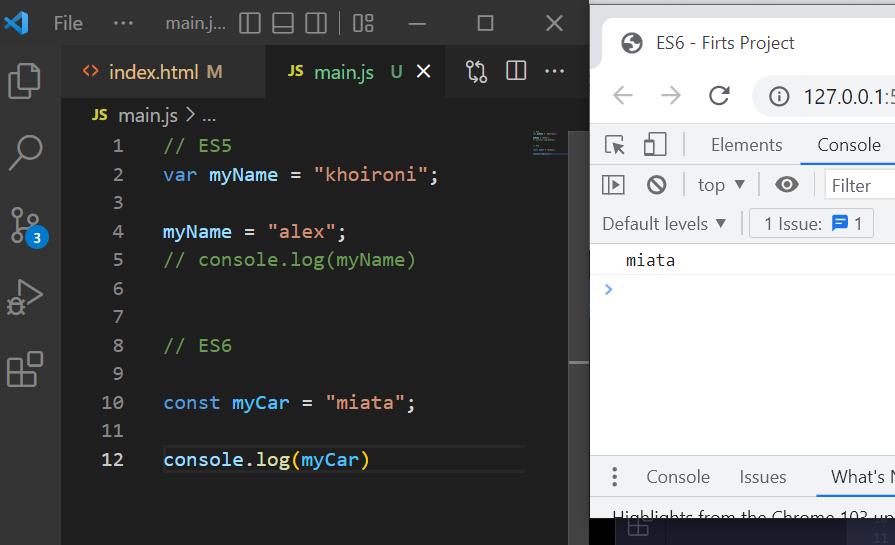 File ··· main.j...
index.html M
JS main.js U
JS main.js > ...
1 // ES5
2 var myName = "khoironi";
3
4 myName = "alex";
5 // console.log(myName)
6
7
8 // ES6
9
10 const myCar = "miata";
11
12 console.log(myCar)
3
ES6 - Firts Project
127.0.0.1:5
Elements Console
top Filter
Default levels 1 Issue: 1
miata
Console Issues What's N
Highlights from the Chrome 103 up
11